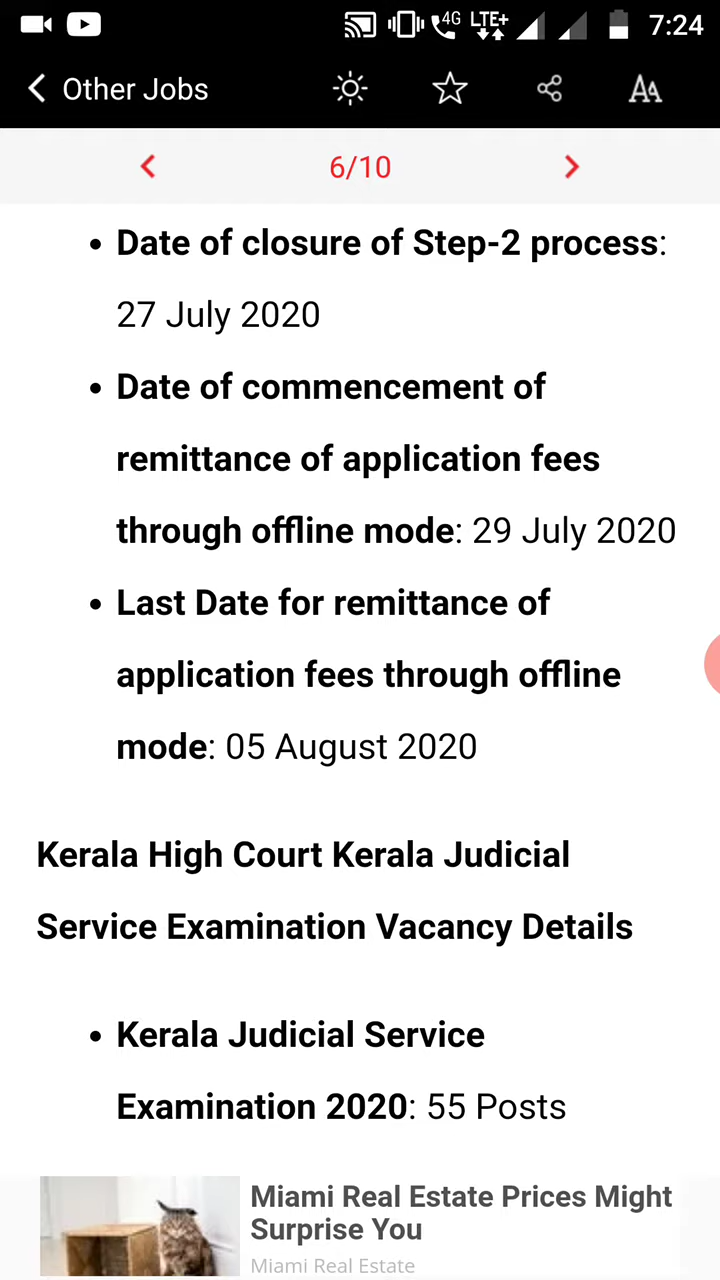 4G LTE+ 7:24
Other Jobs
AA
6/10
• Date of closure of Step-2 process:
27 July 2020
• Date of commencement of
remittance of application fees
through offline mode: 29 July 2020
• Last Date for remittance of
application fees through offline
mode: 05 August 2020
Kerala High Court Kerala Judicial
Service Examination Vacancy Details
• Kerala Judicial Service
Examination 2020: 55 Posts
Miami Real Estate Prices Might
Surprise You
Miami Real Estate